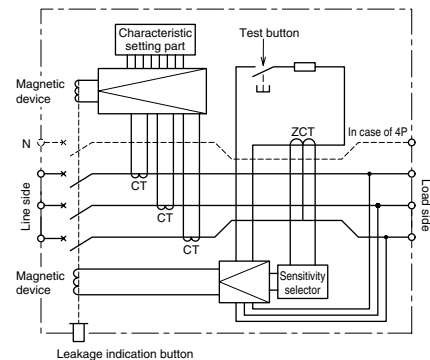 Characteristic
setting part
Test button
Magnetic
device
N
ZCT
In case of 4P
CT
CT
CT
Line side
Load side
Magnetic
device
Sensitivity
selector
Leakage indication button